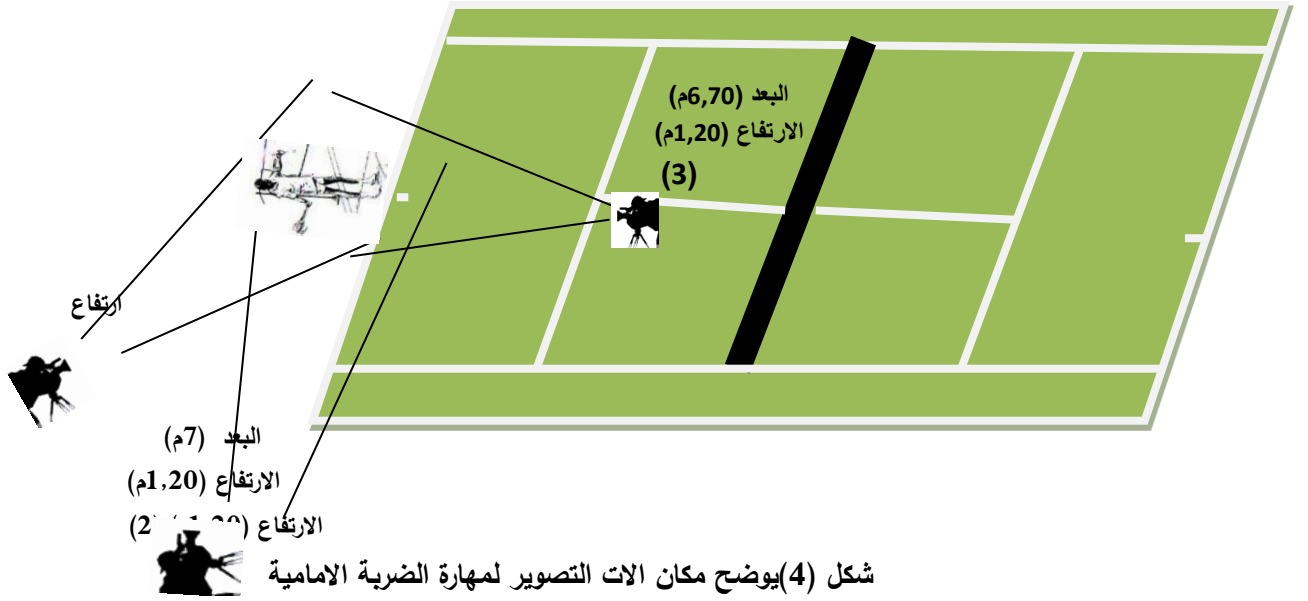 البعد (6,70م)
الارتفاع (1,20م)
(3)
ارتفاع
البعد (7م)
الارتفاع (1,20م)
الارتفاع (2)
شكل (4)يوضح مكان الات التصوير لمهارة الضربة الامامية